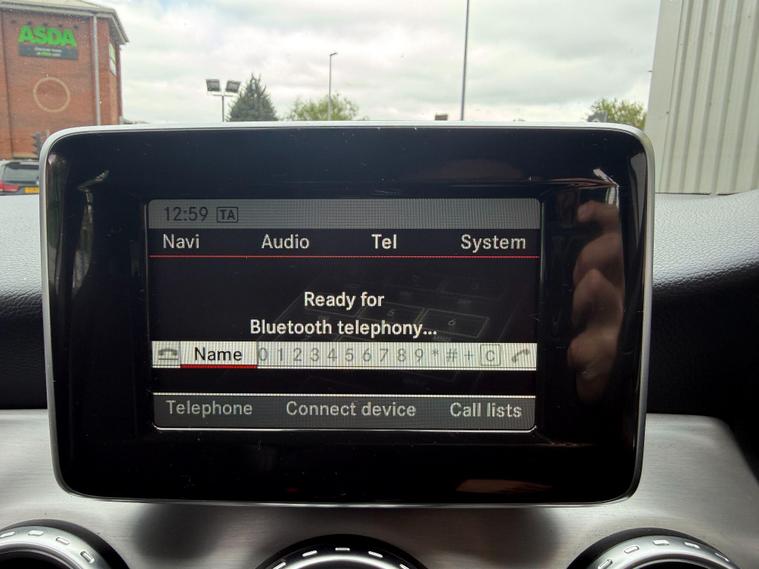 ASDA
12:59 TA
Navi Audio Tel System
Ready for
Bluetooth telephony...
Name 0 1 2 3 4 5 6 7 8 9 * # + C
Telephone Connect device Call lists